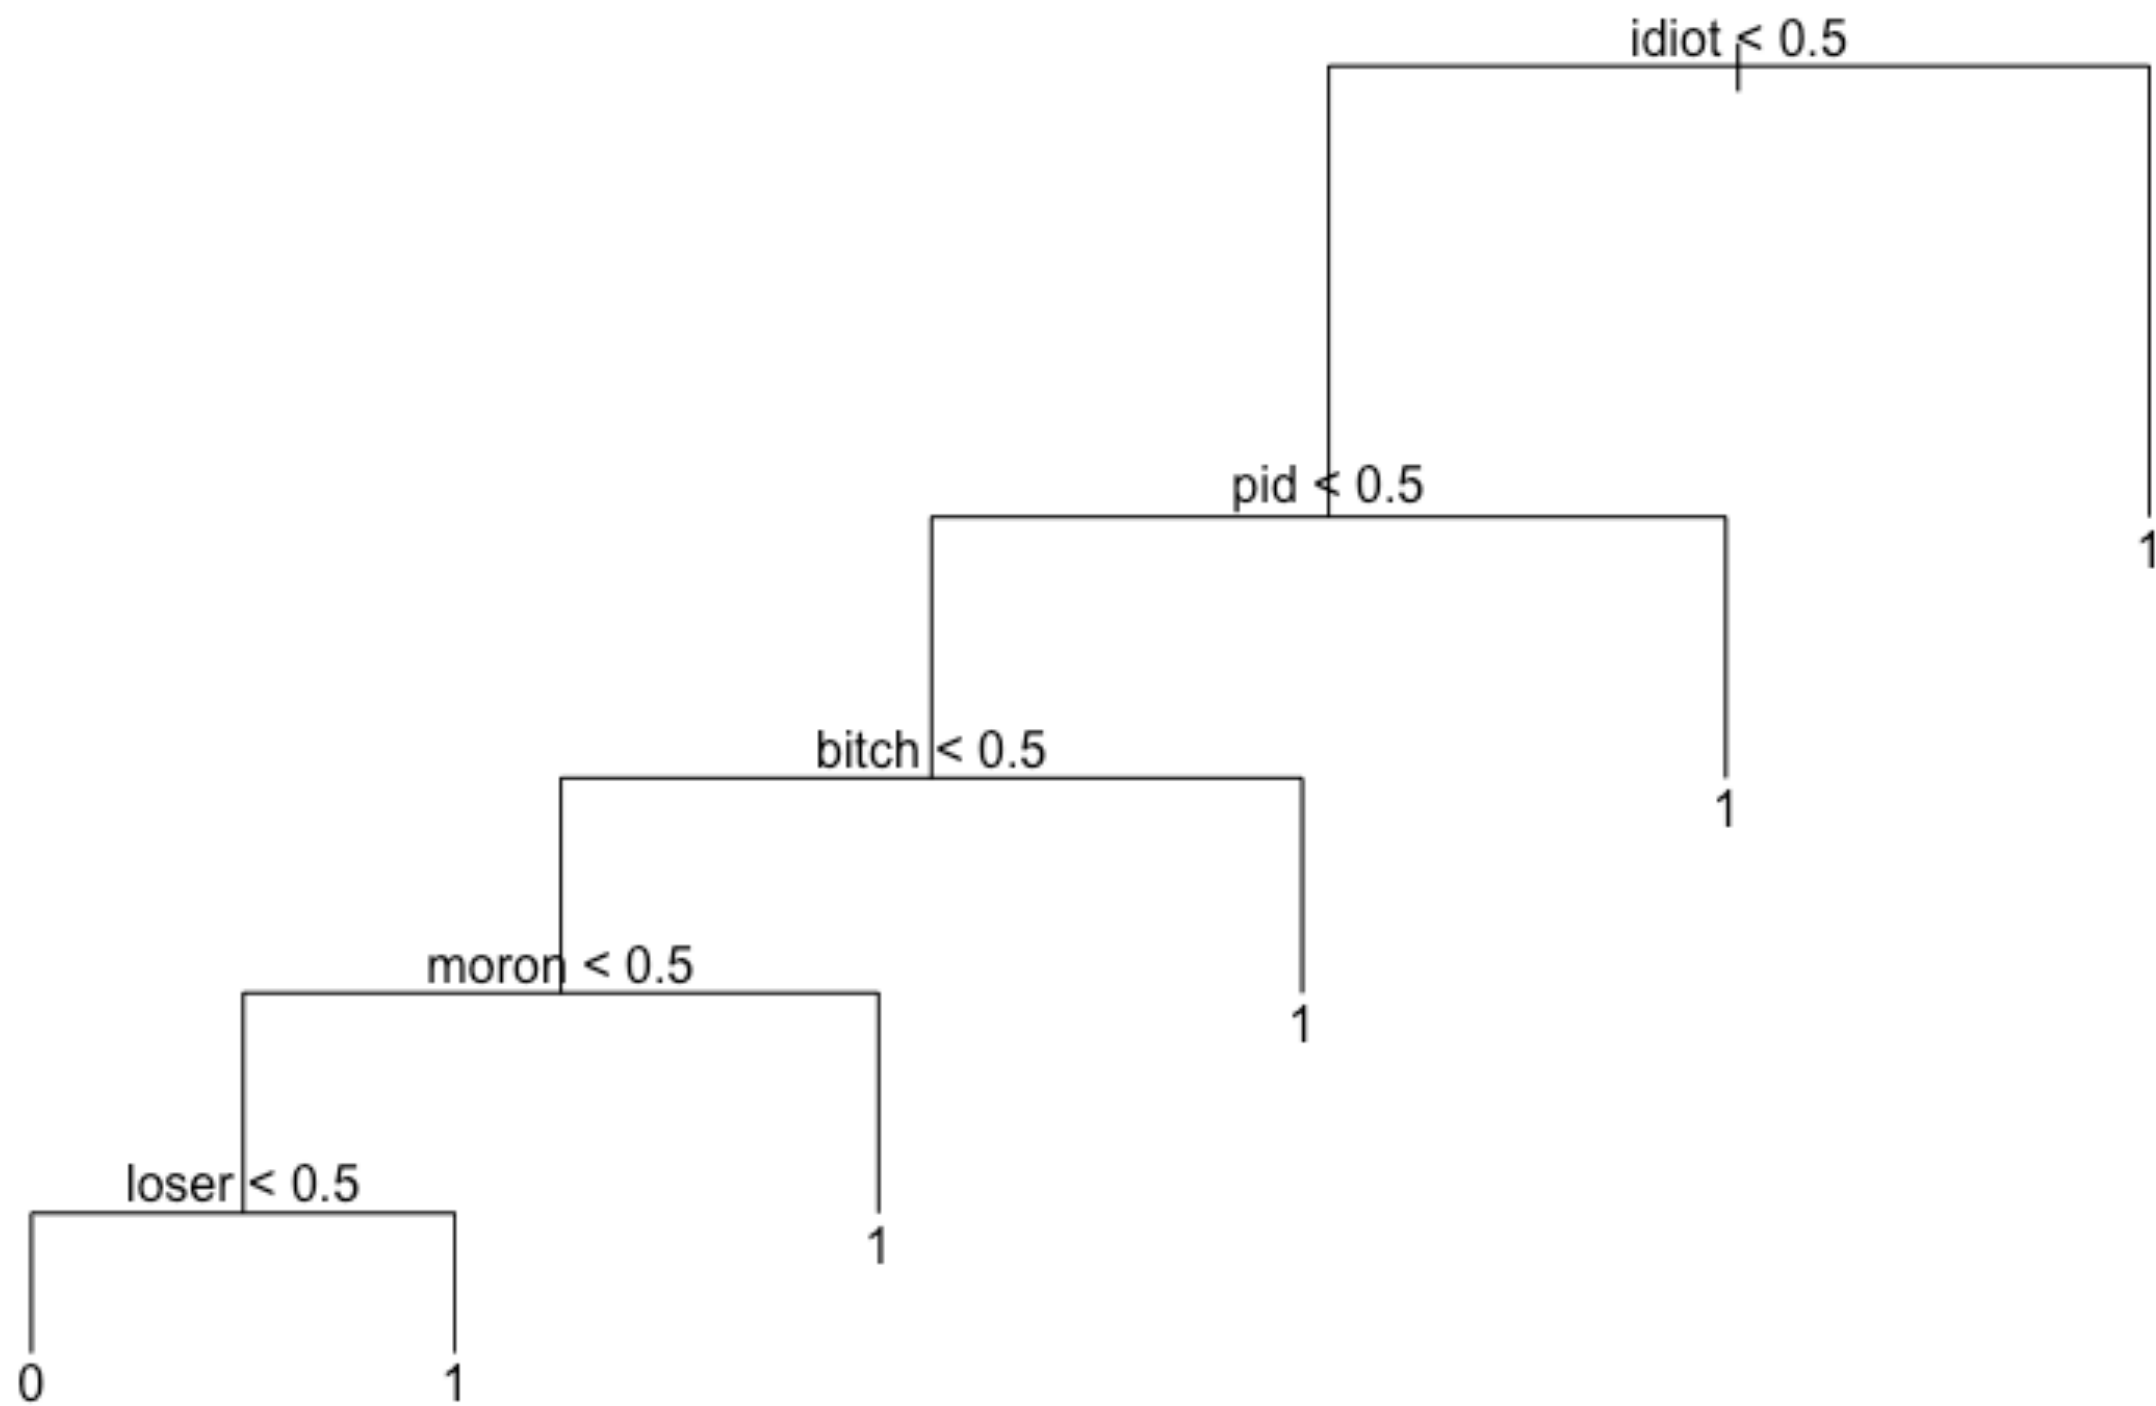 idiot < 0.5
pid < 0.5
1
bitch < 0.5
1
moron < 0.5
1
loser < 0.5
1
0 1